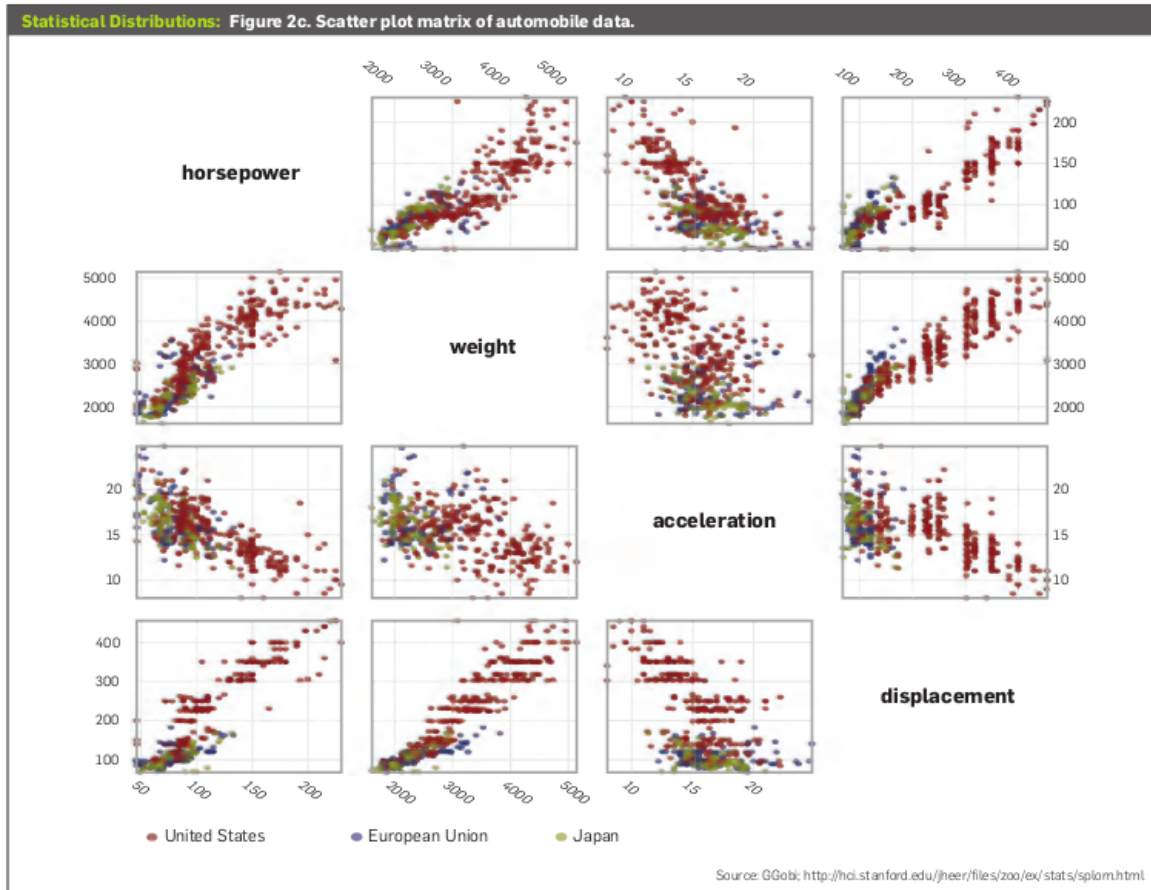 Statistical Distributions: Figure 2c. Scatter plot matrix of automobile data.
2000 3000 4000 5000 10 15 20 100 200 300 400
horsepower
200
150
100
50
5000
4000
3000
2000
weight
5000
4000
3000
2000
20
15
10
acceleration
20
15
10
400
300
200
100
displacement
50 100 150 200 2000 3000 4000 5000 10 15 20
United States European Union Japan
Source: GGobi; http://hci.stanford.edu/jheer/files/zoo/ex/stats/splom.html